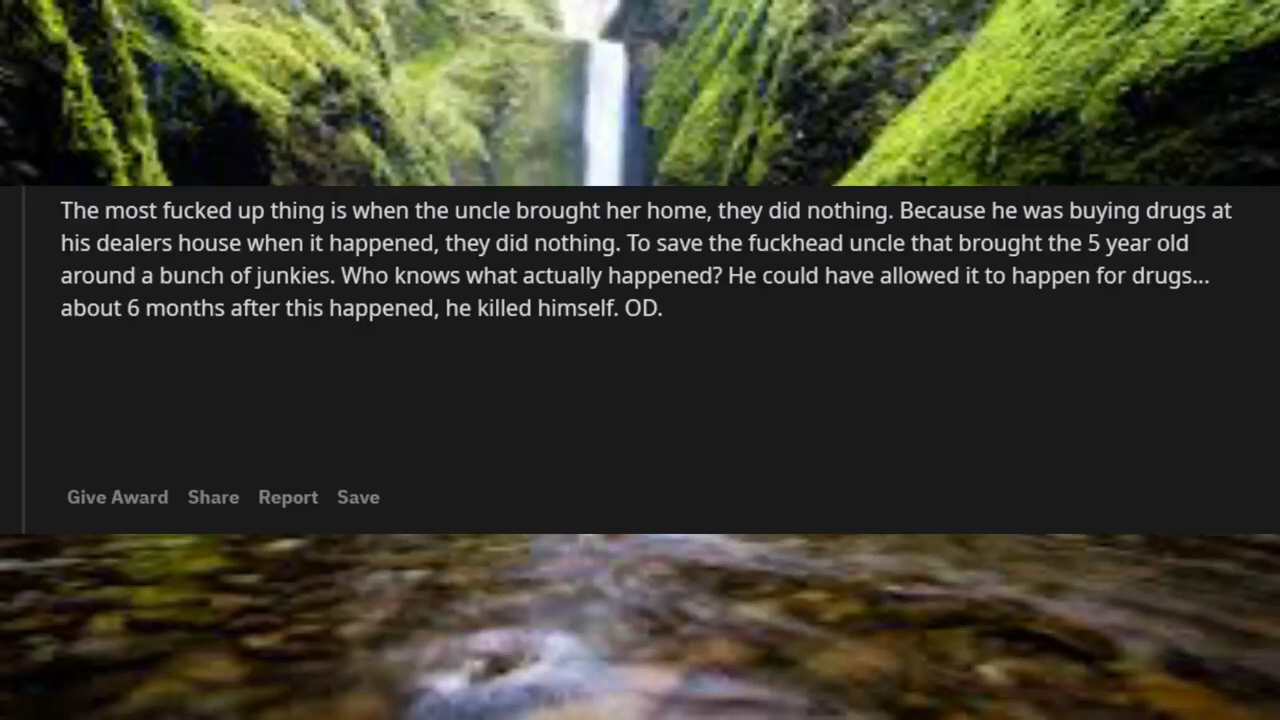 The most fucked up thing is when the uncle brought her home, they did nothing. Because he was buying drugs at
his dealers house when it happened, they did nothing. To save the fuckhead uncle that brought the 5 year old
around a bunch of junkies. Who knows what actually happened? He could have allowed it to happen for drugs...
about 6 months after this happened, he killed himself. OD.
Give Award Share Report Save